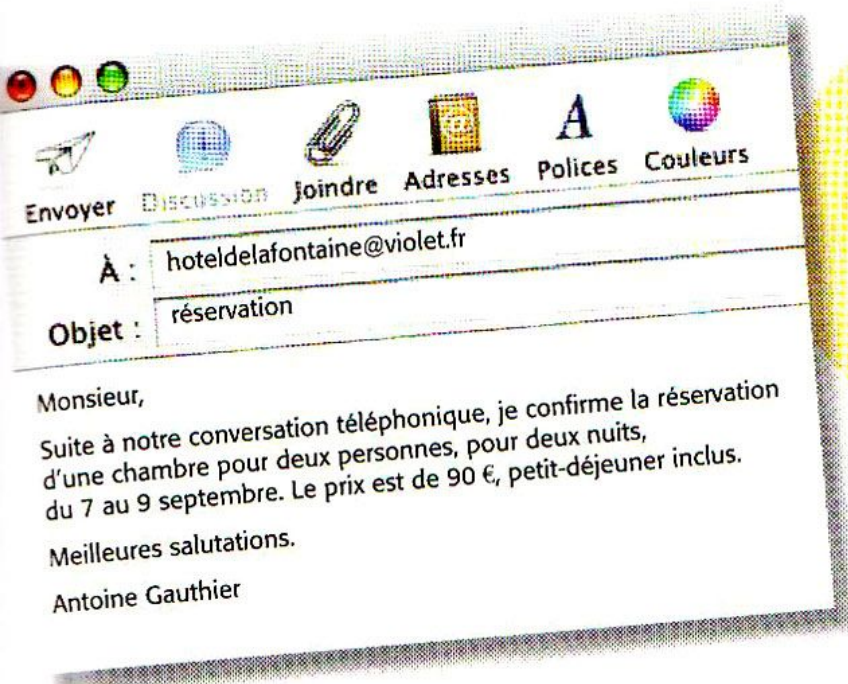 Envoyer Discussion Joindre Adresses Polices Couleurs
À : hoteldelafontaine@violet.fr
Objet : réservation
Monsieur,
Suite à notre conversation téléphonique, je confirme la réservation
d'une chambre pour deux personnes, pour deux nuits,
du 7 au 9 septembre. Le prix est de 90 €, petit-déjeuner inclus.
Meilleures salutations.
Antoine Gauthier